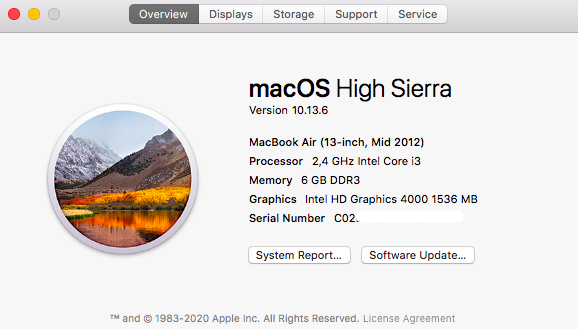 Overview Displays Storage Support Service
macOS High Sierra
Version 10.13.6
MacBook Air (13-inch, Mid 2012)
Processor 2,4 GHz Intel Core i3
Memory 6 GB DDR3
Graphics Intel HD Graphics 4000 1536 MB
Serial Number C02.
System Report... Software Update...
™ and © 1983-2020 Apple Inc. All Rights Reserved. License Agreement